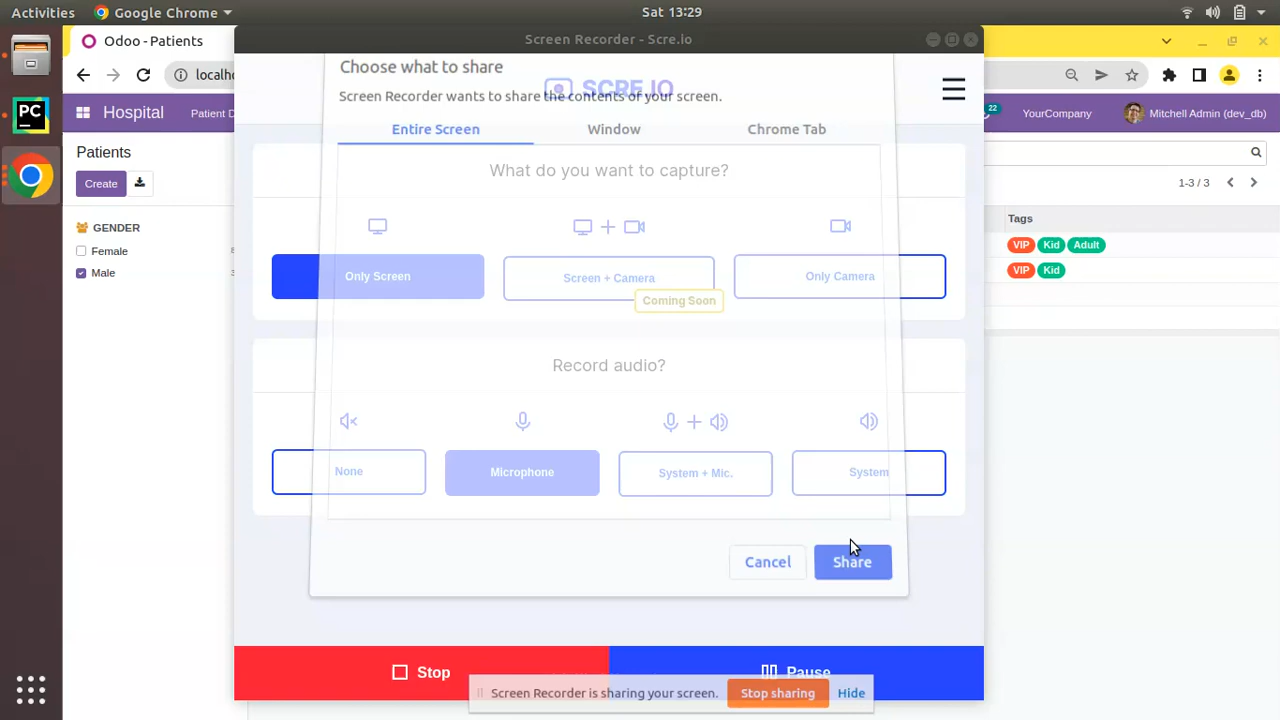 Activities
Google Chrome
Sat 13:29
Odoo - Patients
Screen Recorder - Scre.io
Choose what to share
SCRE.IO
Screen Recorder wants to share the contents of your screen.
Hospital
Patient D
22
YourCompany
Mitchell Admin (dev_db)
Entire Screen
Window
Chrome Tab
Patients
Create
What do you want to capture?
1-3 / 3
GENDER
Female
Male
Only Screen
Screen + Camera
Only Camera
Coming Soon
Tags
VIP Kid Adult
VIP Kid
Record audio?
None
Microphone
System + Mic.
System
Cancel
Share
Stop
Pause
Screen Recorder is sharing your screen.
Stop sharing
Hide
PC